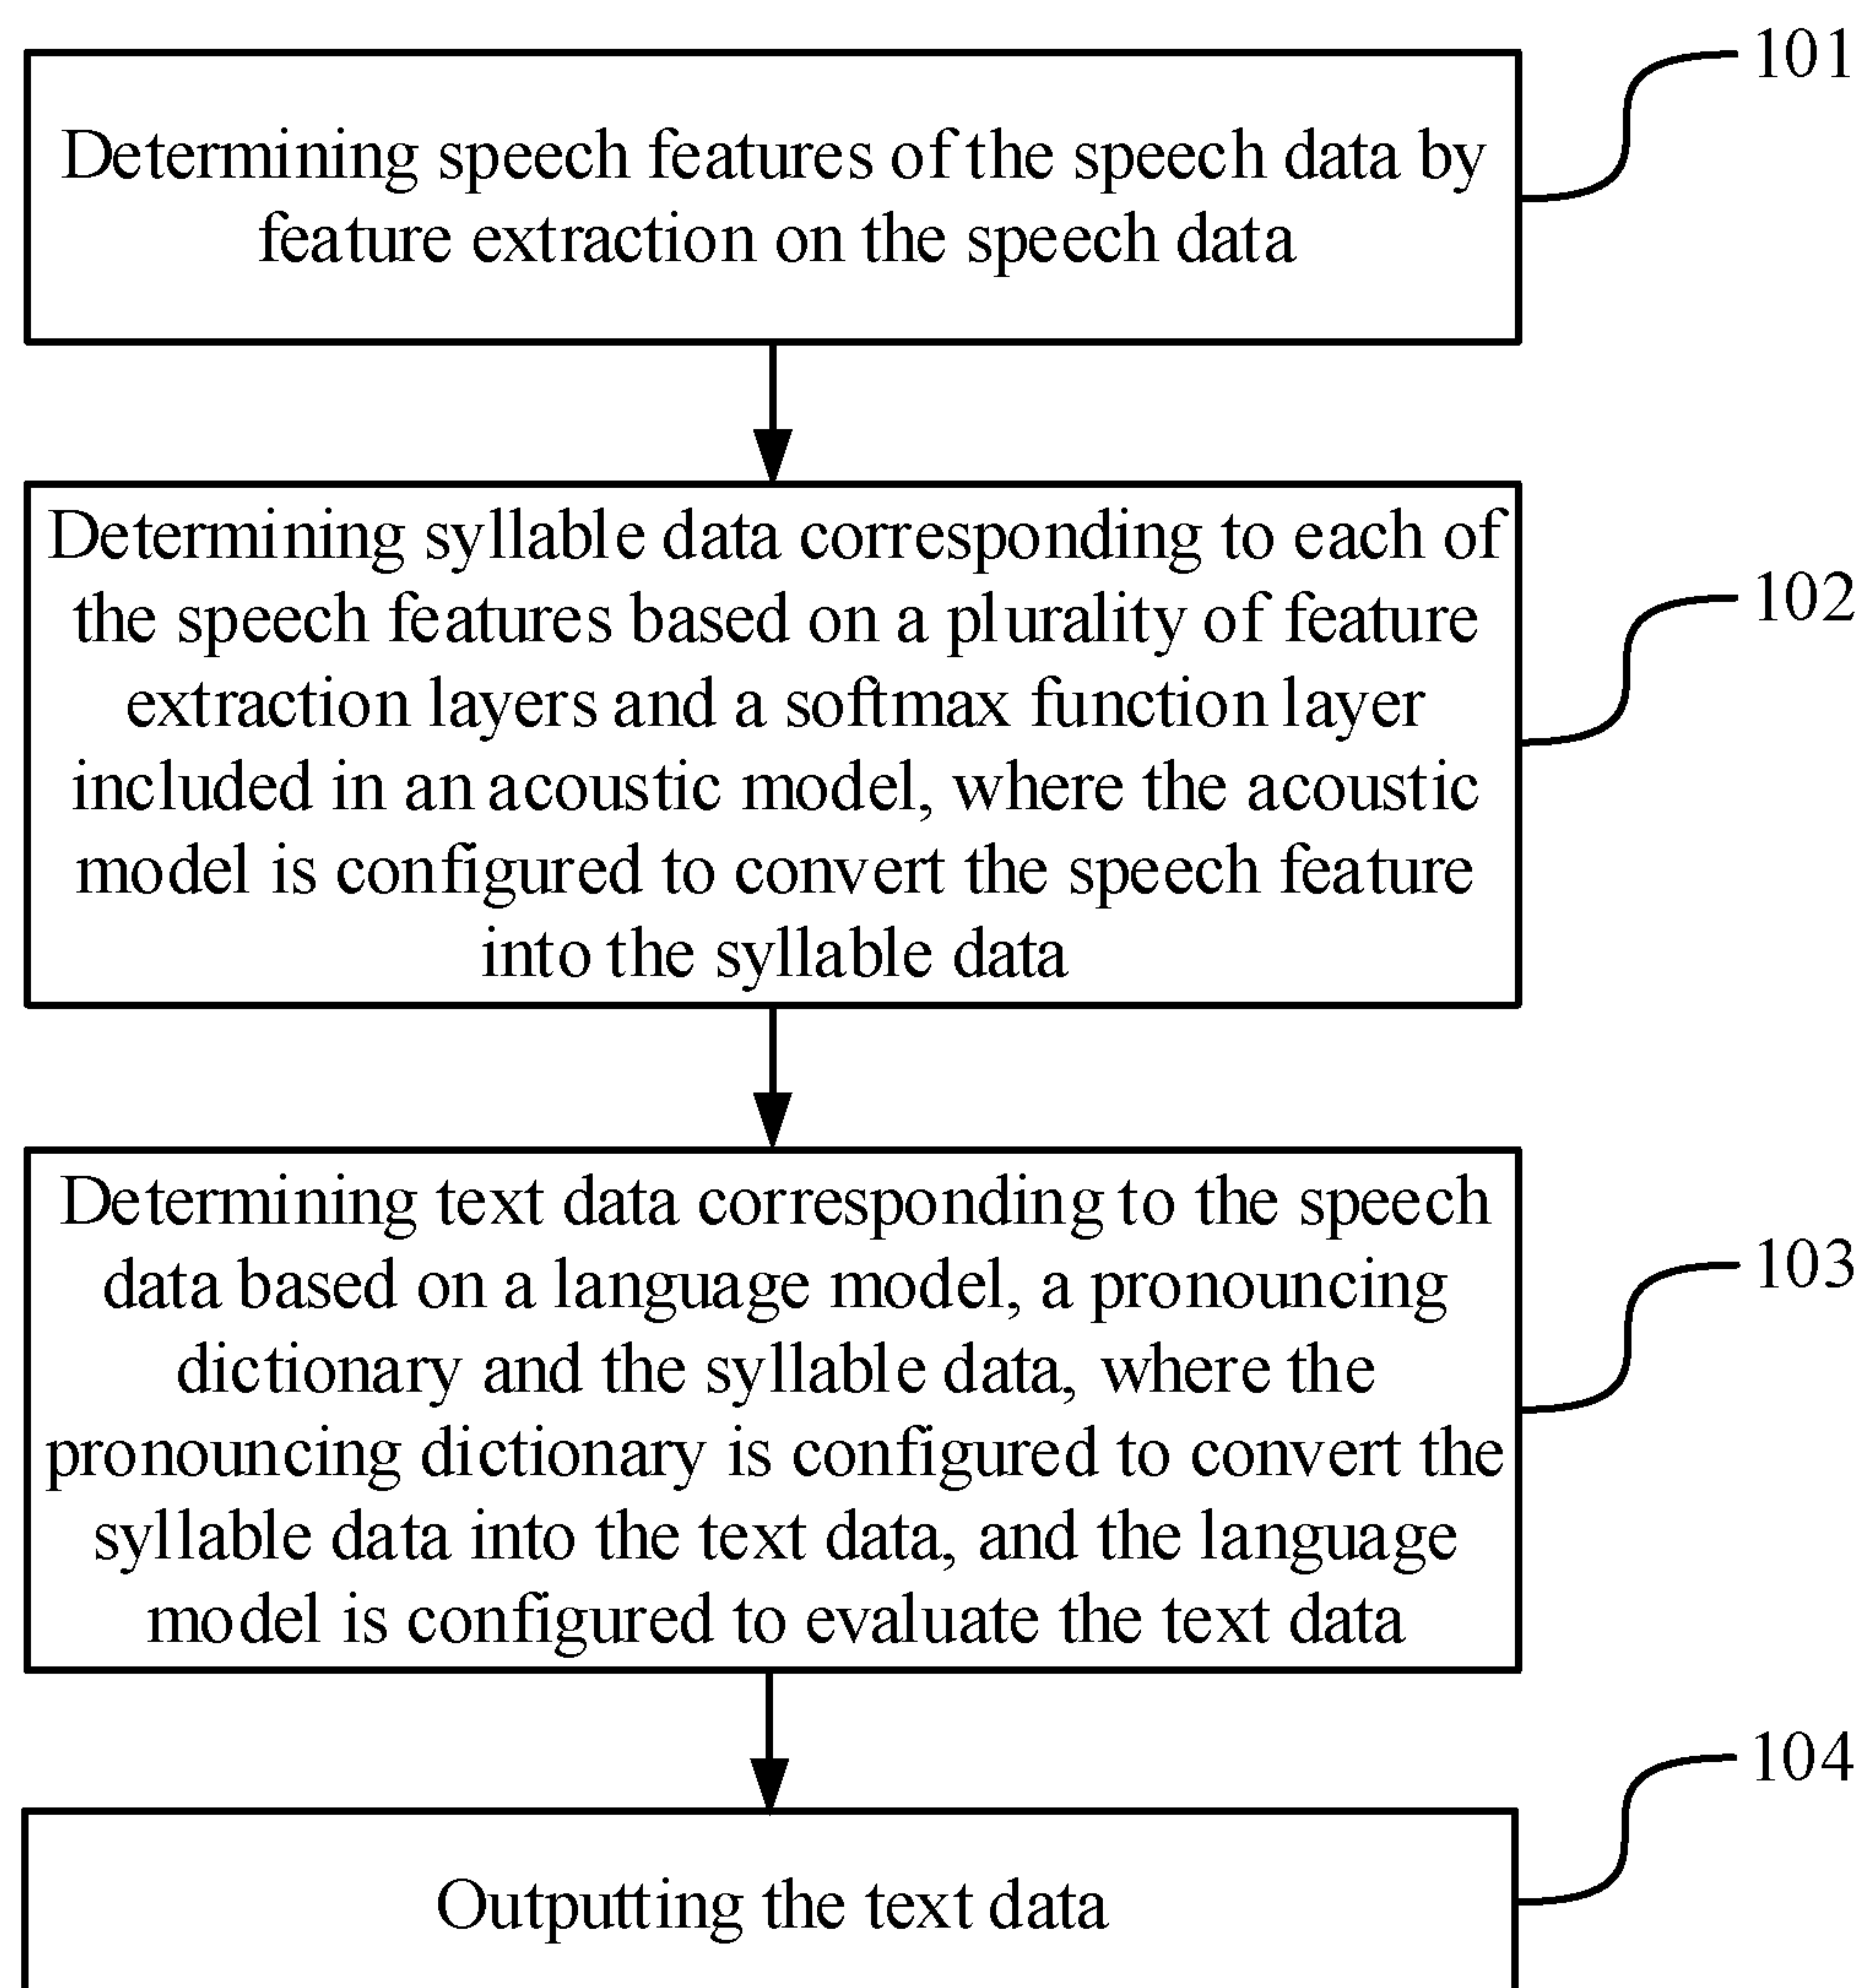 101
Determining speech features of the speech data by
feature extraction on the speech data
Determining syllable data corresponding to each of
the speech features based on a plurality of feature
extraction layers and a softmax function layer
included in an acoustic model, where the acoustic
model is configured to convert the speech feature
into the syllable data
102
Determining text data corresponding to the speech
data based on a language model, a pronouncing
dictionary and the syllable data, where the
pronouncing dictionary is configured to convert the
syllable data into the text data, and the language
model is configured to evaluate the text data
103
Outputting the text data
104